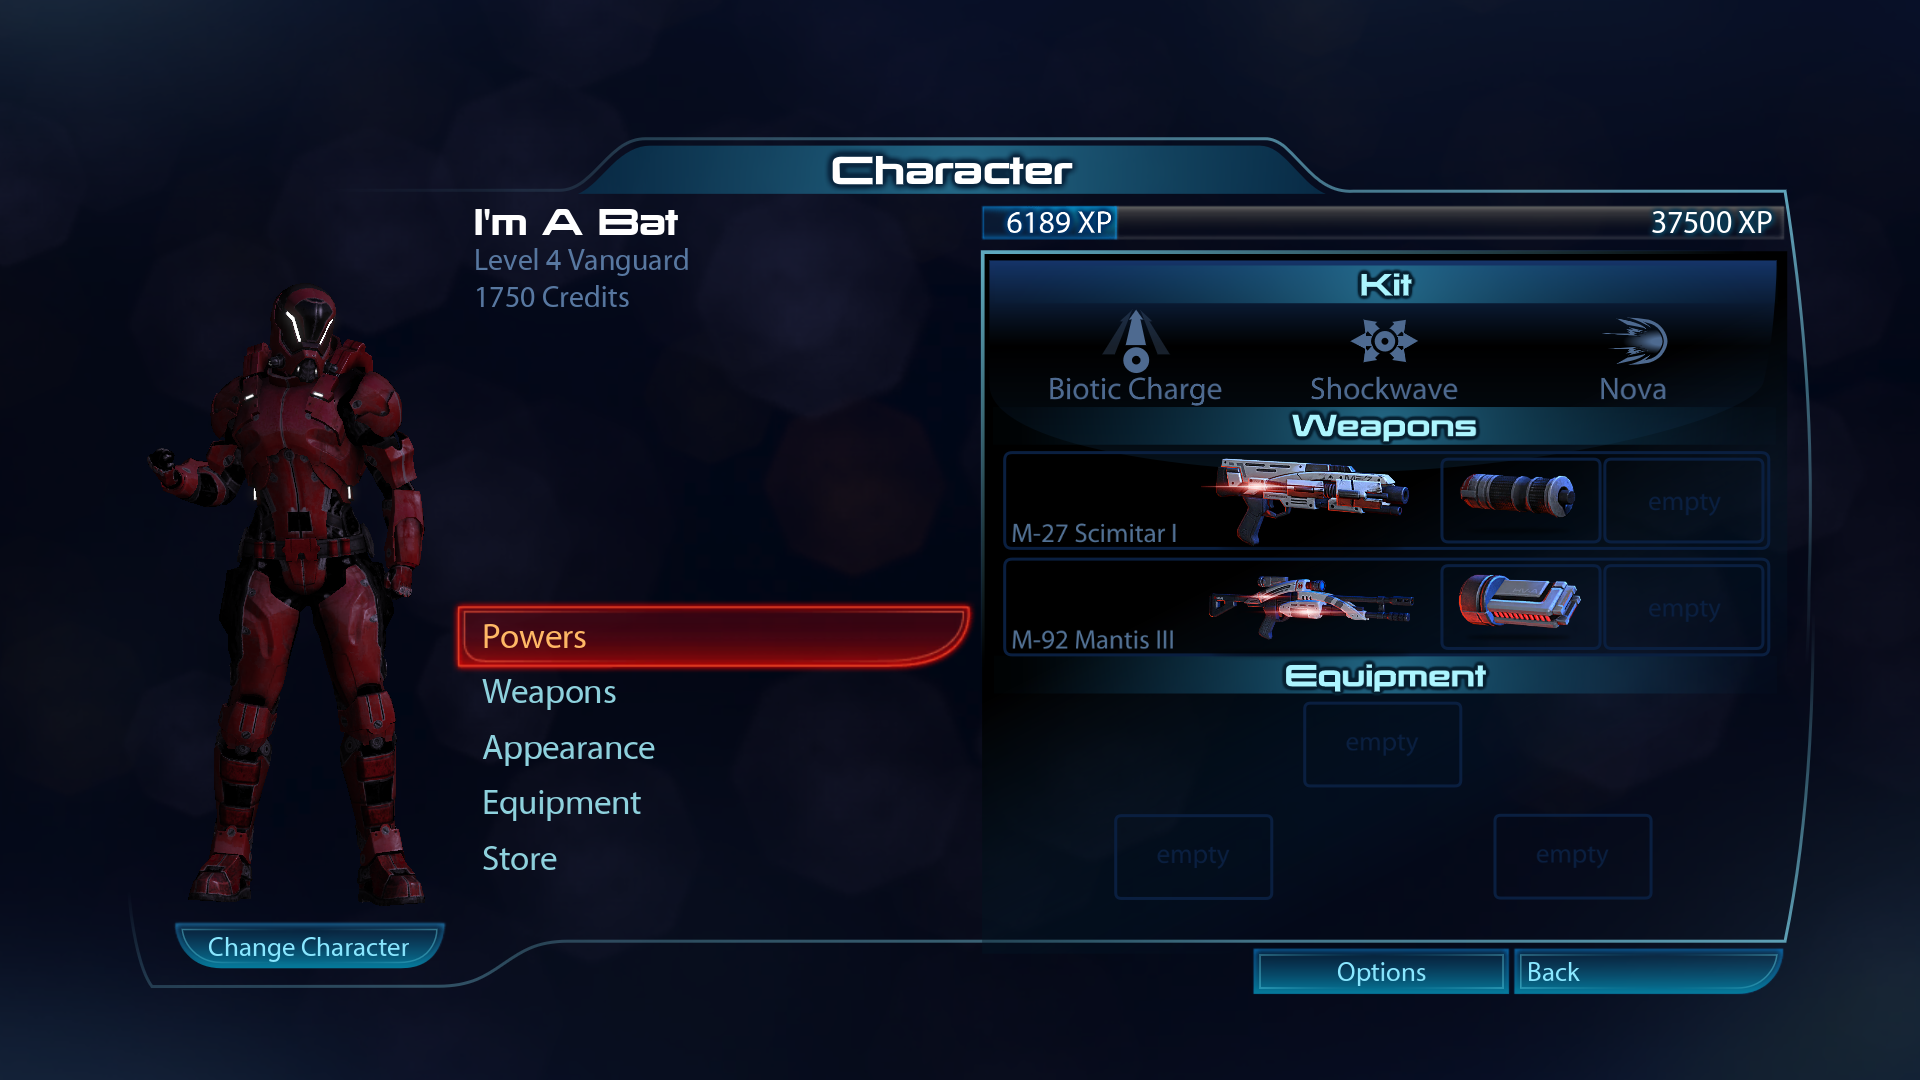 Character
I'm A Bat
Level 4 Vanguard
1750 Credits
6189 XP
37500 XP
Kit
Biotic Charge
Shockwave
Nova
Weapons
M-27 Scimitar I
empty
M-92 Mantis III
empty
Equipment
empty
empty
empty
Powers
Weapons
Appearance
Equipment
Store
Change Character
Options
Back